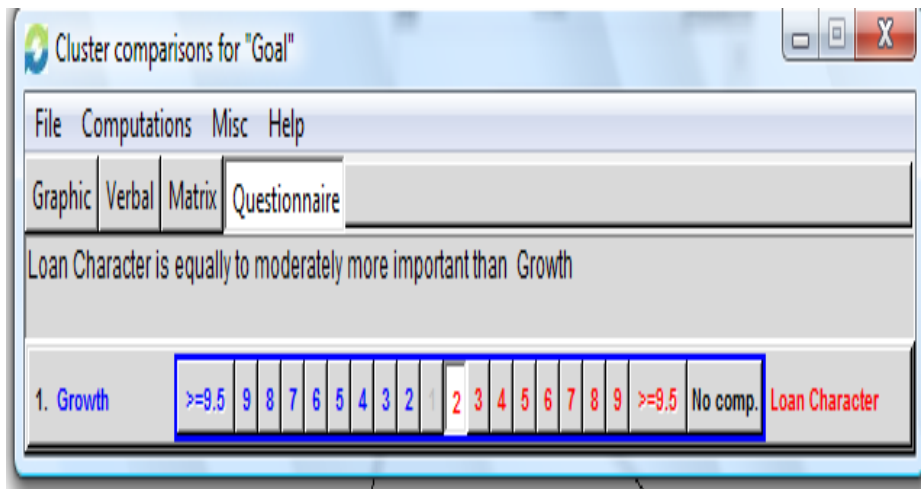 Cluster comparisons for "Goal"
File Computations Misc Help
Graphic Verbal Matrix Questionnaire
Loan Character is equally to moderately more important than Growth
1. Growth >=9.5 9 8 7 6 5 4 3 2 1 2 3 4 5 6 7 8 9 >=9.5 No comp. Loan Character